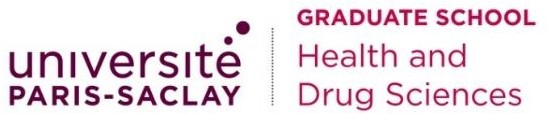 université
PARIS-SACLAY
GRADUATE SCHOOL
Health and
Drug Sciences